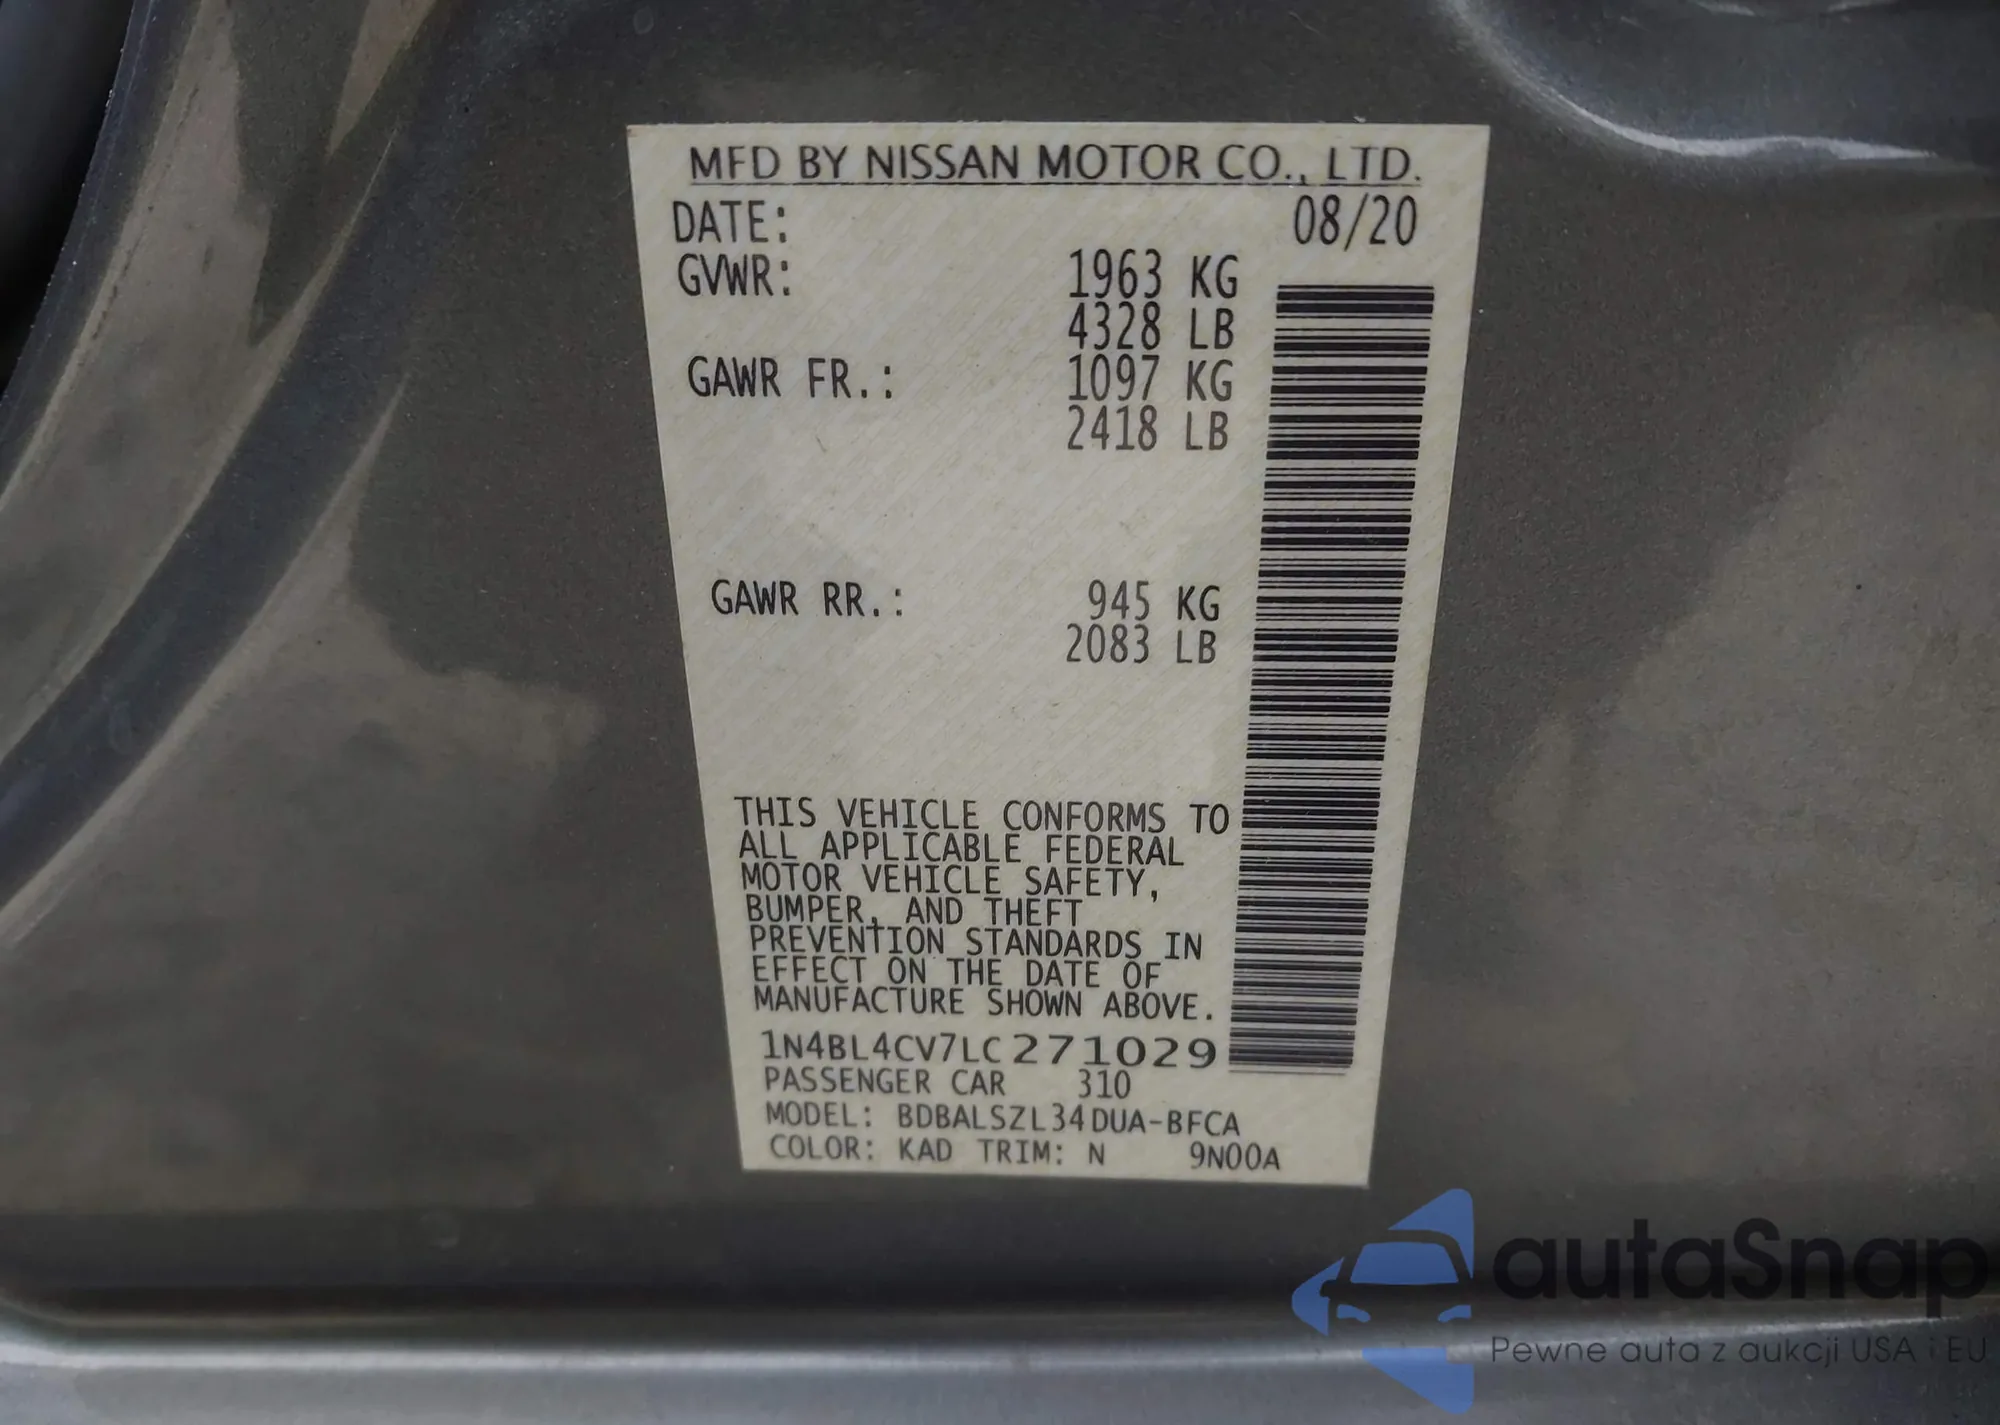 MFD BY NISSAN MOTOR CO., LTD.
DATE: 08/20
GVWR: 1963 KG
4328 LB
GAWR FR.: 1097 KG
2418 LB
GAWR RR.: 945 KG
2083 LB
THIS VEHICLE CONFORMS TO
ALL APPLICABLE FEDERAL
MOTOR VEHICLE SAFETY,
BUMPER, AND THEFT
PREVENTION STANDARDS IN
EFFECT ON THE DATE OF
MANUFACTURE SHOWN ABOVE.
1N4BL4CV7LC271029
PASSENGER CAR 310
MODEL: BDBALSZL34DUA-BFCA
COLOR: KAD TRIM: N 9N00A
autaSnap
Pewne auta z aukcji USA i EU